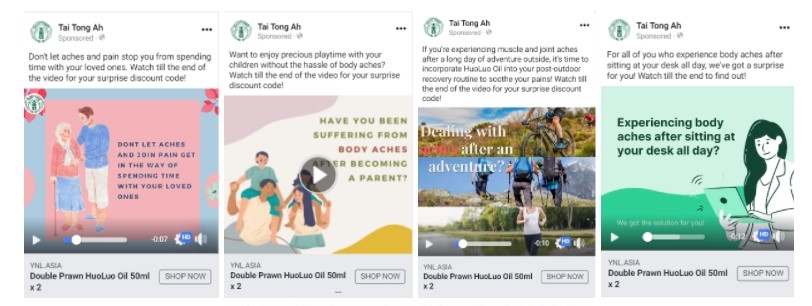 Tai Tong Ah
Sponsored ·
Don't let aches and pain stop you from spending
time with your loved ones. Watch till the end of
the video for your surprise discount code!
DONT LET ACHES
AND JOIN PAIN GET
IN THE WAY OF
SPENDING TIME
WITH YOUR LOVED
ONES
-0:07
HD
YNL.ASIA
Double Prawn HuoLuo Oil 50ml
x 2
SHOP NOW
Tai Tong Ah
Sponsored ·
Want to enjoy precious playtime with your
children without the hassle of body aches?
Watch till the end of the video for your surprise
discount code!
HAVE YOU BEEN
SUFFERING FROM
BODY ACHES
AFTER BECOMING
A PARENT?
YNL.ASIA
Double Prawn HuoLuo Oil 50ml
x 2
SHOP NOW
Tai Tong Ah
Sponsored ·
If you're experiencing muscle and joint aches
after a long day of adventure outside, it's time to
incorporate HuoLuo Oil into your post-outdoor
recovery routine to soothe your pains! Watch till
the end of the video for your surprise discount
code!
Dealing with
aches after an
adventure?
-0:10
HD
YNL.ASIA
Double Prawn HuoLuo Oil 50ml
x 2
SHOP NOW
Tai Tong Ah
Sponsored ·
For all of you who experience body aches after
sitting at your desk all day, we've got a surprise
for you! Watch till the end to find out!
Experiencing body
aches after sitting at
your desk all day?
We got the solution for you!
HD
YNL.ASIA
Double Prawn HuoLuo Oil 50ml
x 2
SHOP NOW